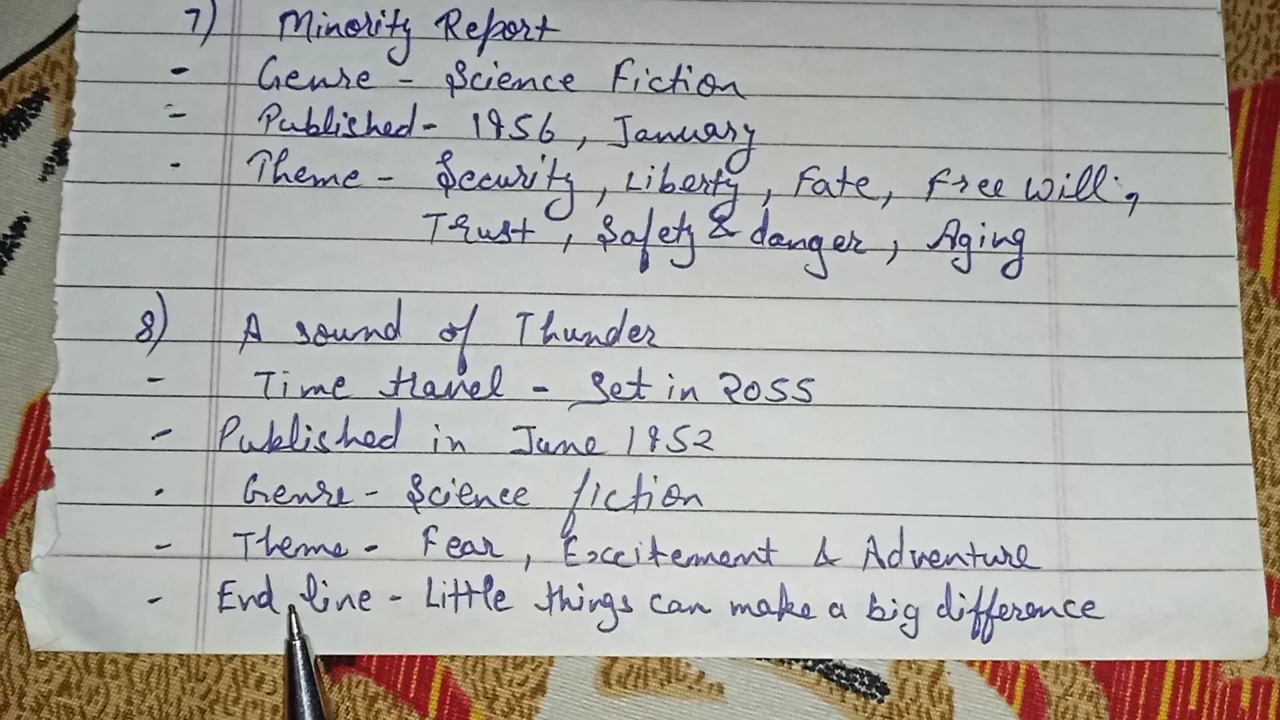 7) Minority Report
- Genre - Science Fiction
- Published - 1956, January
- Theme - Security, Liberty, Fate, Free will,
Trust, Safety & danger, Aging
8) A sound of Thunder
- Time travel - Set in 2055
- Published in June 1952
- Genre - Science fiction
- Theme - Fear, Excitement & Adventure
- End line - Little things can make a big difference